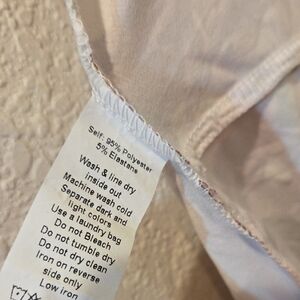 Self: 95% Polyester
5% Elastane
Wash & line dry
inside out
Machine wash cold
Separate dark and
light colors
Use a laundry bag
Do not Bleach
Do not tumble dry
Do not dry clean
Iron on reverse
side only
Low iron